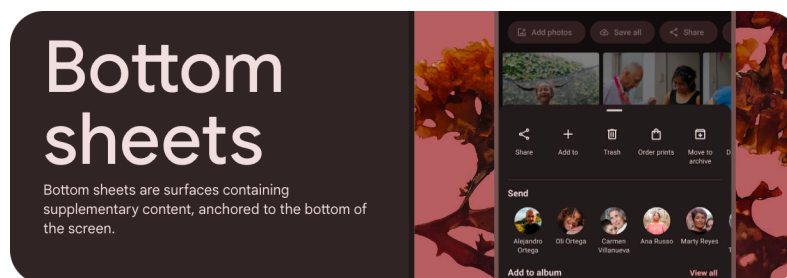 Bottom
sheets
Bottom sheets are surfaces containing
supplementary content, anchored to the bottom of
the screen.
Add photos
Save all
Share
Share
Add to
Trash
Order prints
Move to
archive
Send
Alejandro
Ortega
Oli Ortega
Carmen
Villanueva
Ana Russo
Marty Reyes
Add to album
View all